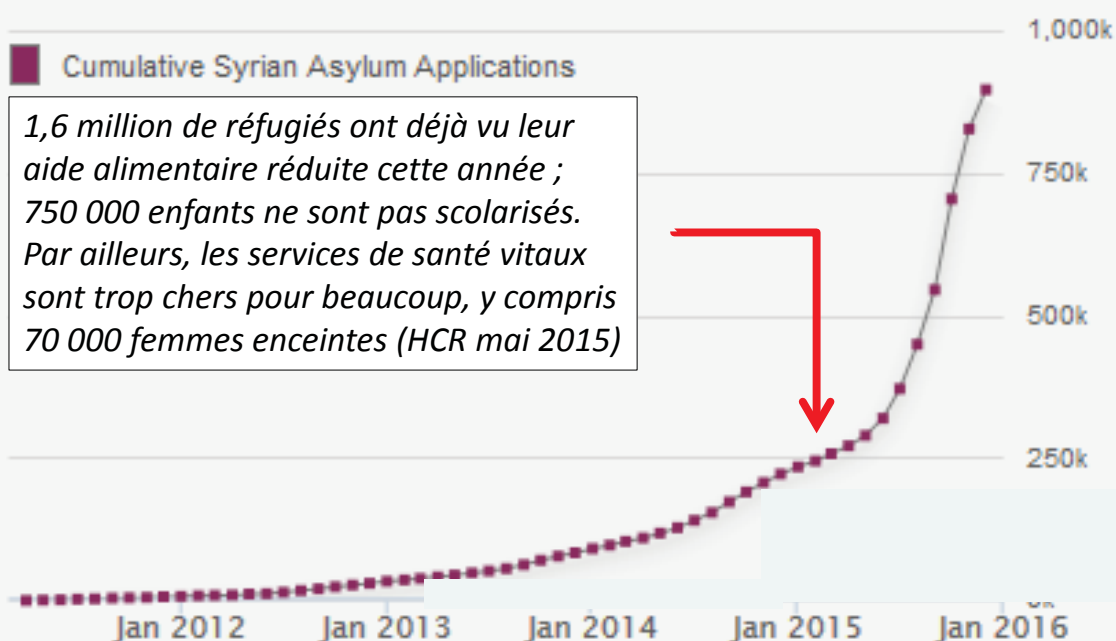 1,000k
Cumulative Syrian Asylum Applications
1,6 million de réfugiés ont déjà vu leur
aide alimentaire réduite cette année ;
750 000 enfants ne sont pas scolarisés.
Par ailleurs, les services de santé vitaux
sont trop chers pour beaucoup, y compris
70 000 femmes enceintes (HCR mai 2015)
750k
500k
250k
0k
Jan 2012 Jan 2013 Jan 2014 Jan 2015 Jan 2016